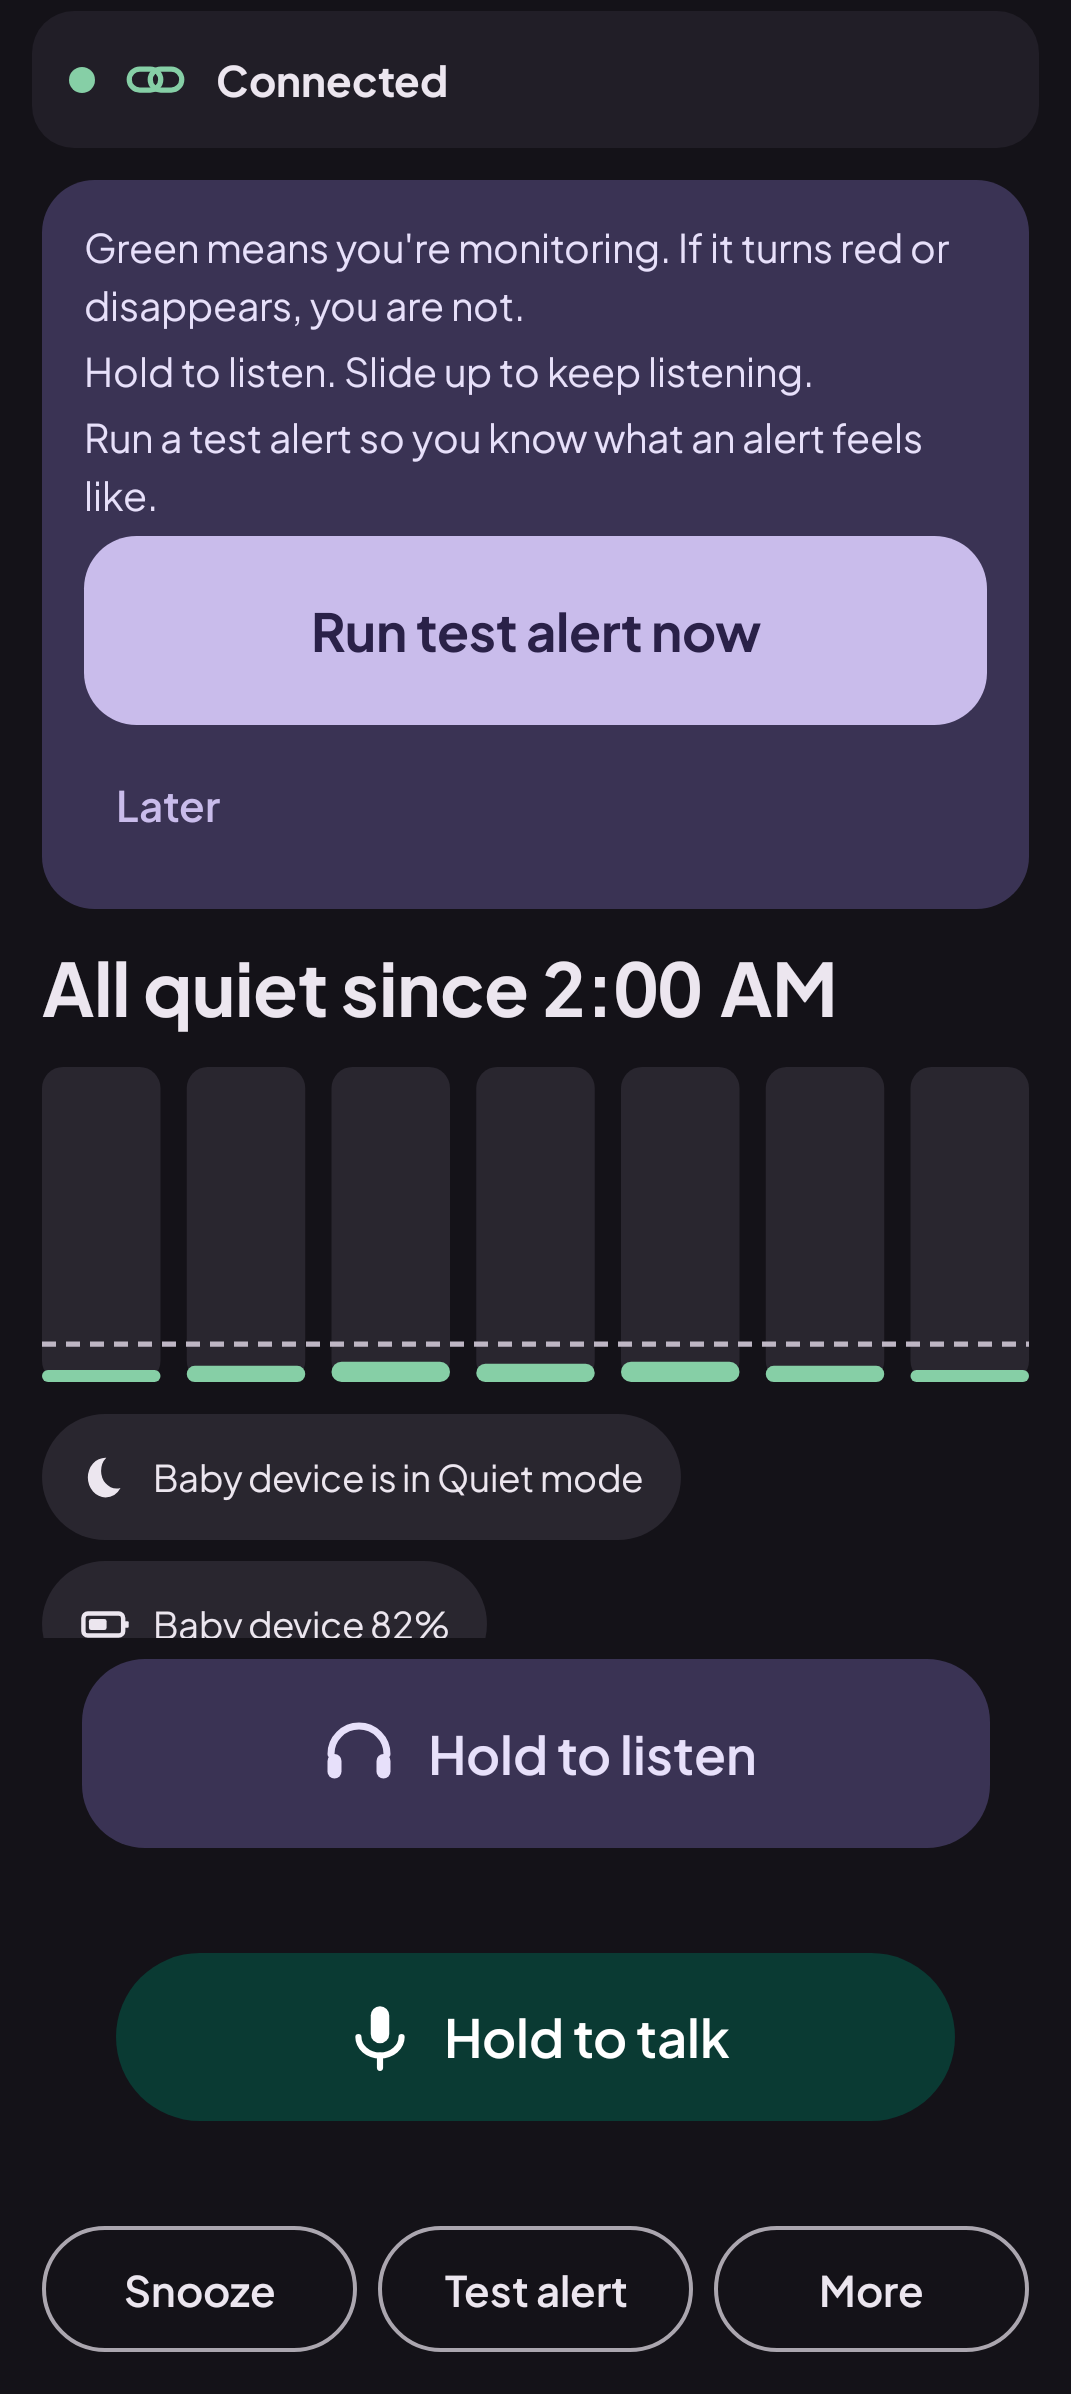 Connected
Green means you're monitoring. If it turns red or
disappears, you are not.
Hold to listen. Slide up to keep listening.
Run a test alert so you know what an alert feels
like.
Run test alert now
Later
All quiet since 2:00 AM
Baby device is in Quiet mode
Baby device 82%
Hold to listen
Hold to talk
Snooze
Test alert
More